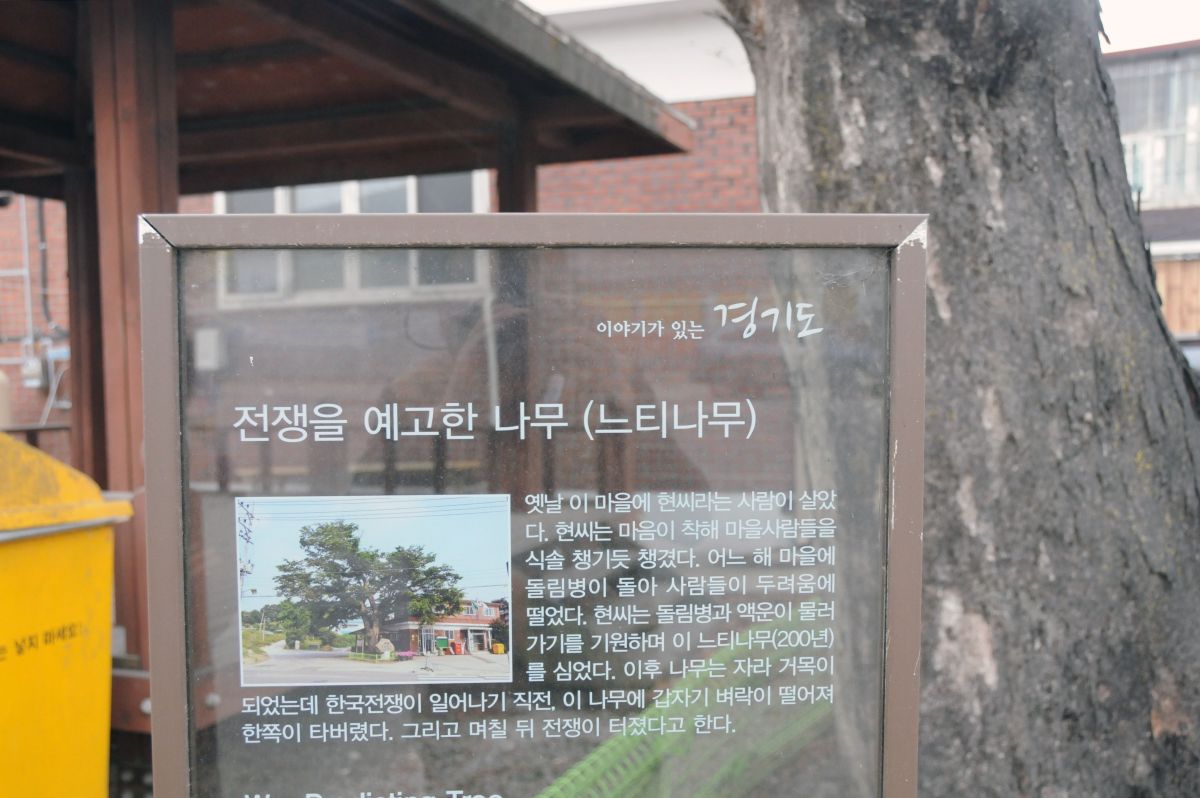 이야기가 있는 경기도
전쟁을 예고한 나무 (느티나무)
옛날 이 마을에 현씨라는 사람이 살았
다. 현씨는 마음이 착해 마을사람들을
식솔 챙기듯 챙겼다. 어느 해 마을에
돌림병이 돌아 사람들이 두려움에
떨었다. 현씨는 돌림병과 액운이 물러
가기를 기원하며 이 느티나무(200년)
를 심었다. 이후 나무는 자라 거목이
되었는데 한국전쟁이 일어나기 직전, 이 나무에 갑자기 벼락이 떨어져
한쪽이 타버렸다. 그리고 며칠 뒤 전쟁이 터졌다고 한다.
War Predicting Tree
는 넣지 마세요!